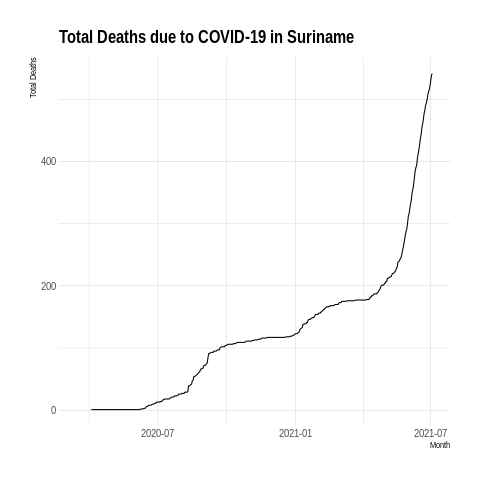 Total Deaths due to COVID-19 in Suriname
Total Deaths
400
200
0
2020-07
2021-01
2021-07
Month